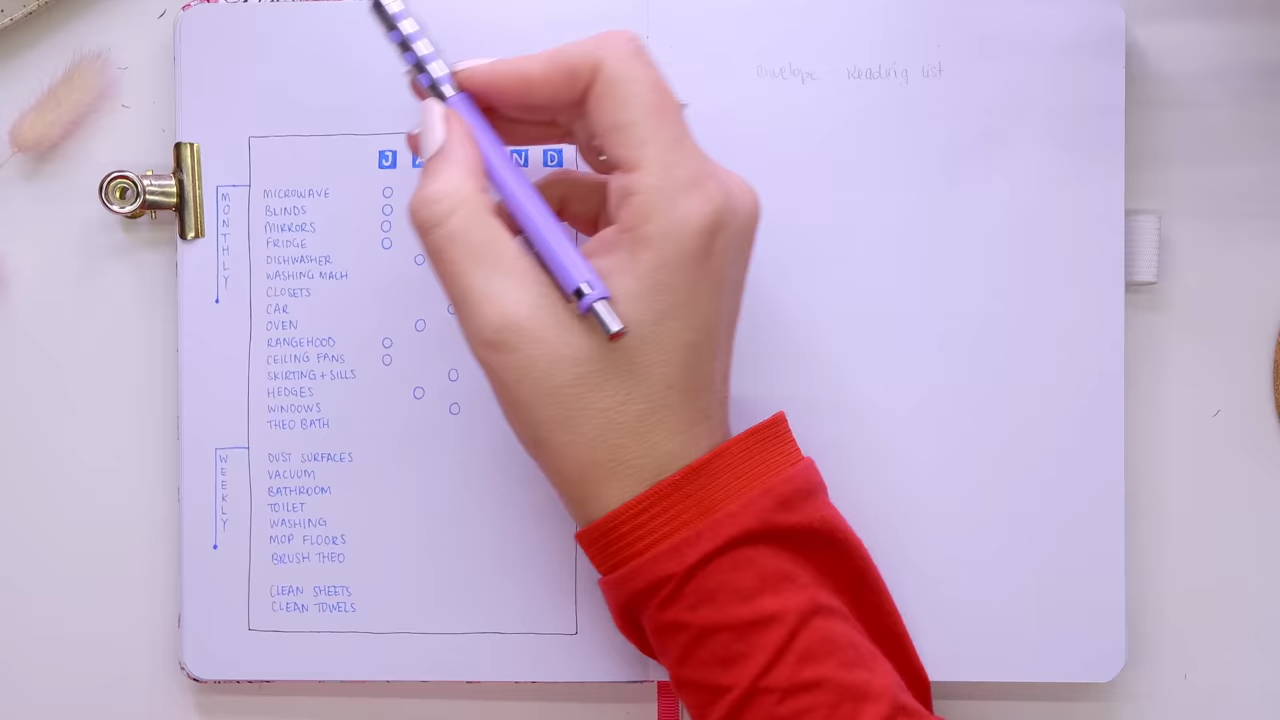 Envelope - Reading list
J A N D
MONTHLY
MICROWAVE
BLINDS
MIRRORS
FRIDGE
DISHWASHER
WASHING MACH
CLOSETS
CAR
OVEN
RANGEHOOD
CEILING FANS
SKIRTING + SILLS
HEDGES
WINDOWS
THEO BATH
WEEKLY
DUST SURFACES
VACUUM
BATHROOM
TOILET
WASHING
MOP FLOORS
BRUSH THEO
CLEAN SHEETS
CLEAN TOWELS